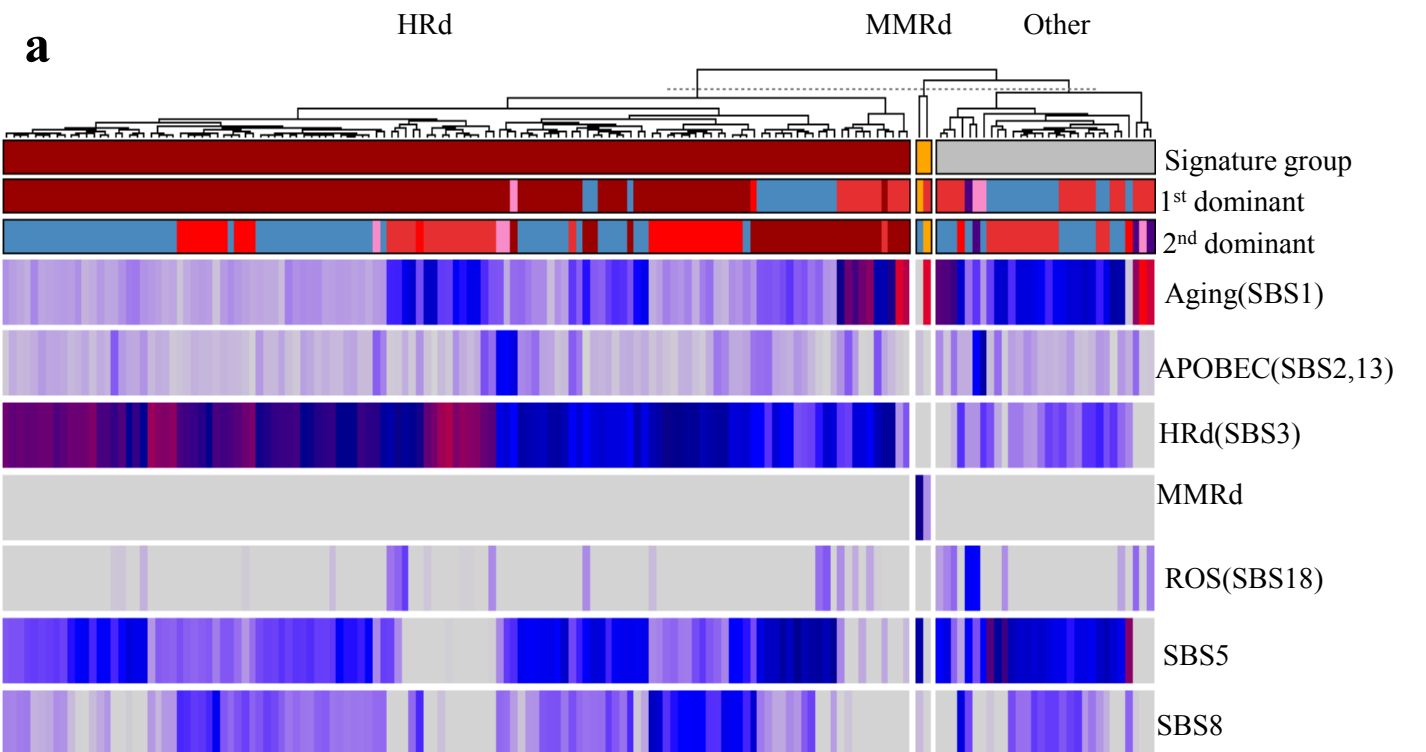 a
HRd MMRd Other
Signature group
1st dominant
2nd dominant
Aging(SBS1)
APOBEC(SBS2,13)
HRd(SBS3)
MMRd
ROS(SBS18)
SBS5
SBS8